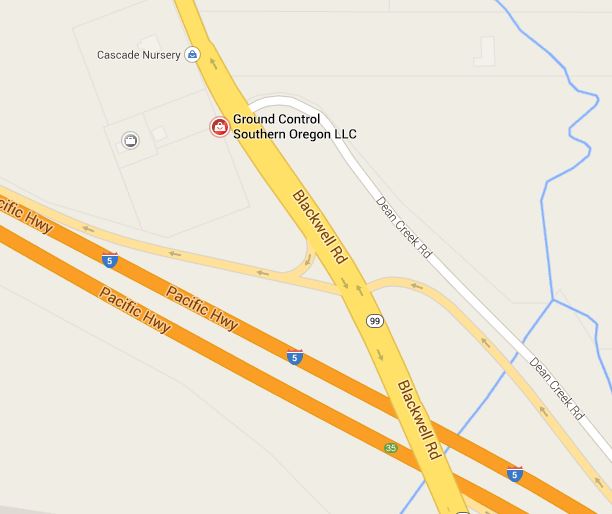 Cascade Nursery
Ground Control
Southern Oregon LLC
Blackwell Rd
Dean Creek Rd
cific Hwy
5
Pacific Hwy
Pacific Hwy
99
5
Dean Creek Rd
Blackwell Rd
35
5